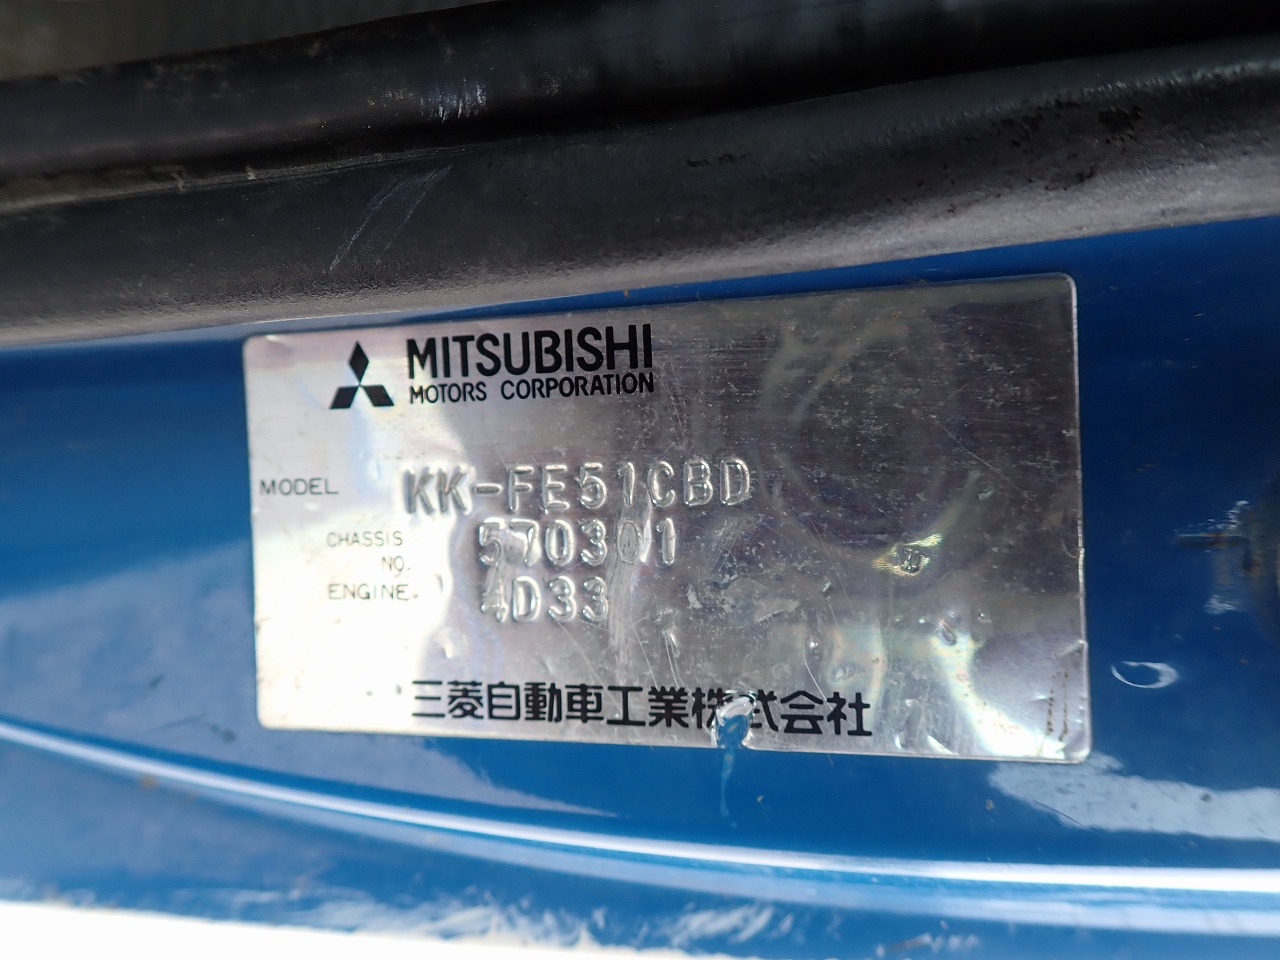 MITSUBISHI
MOTORS CORPORATION
MODEL KK-FE51CBD
CHASSIS NO. 570301
ENGINE. 4D33
三菱自動車工業株式会社